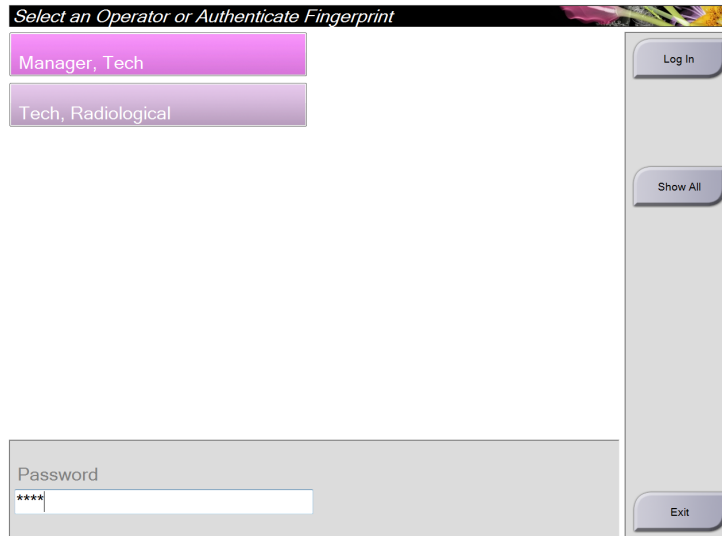 Select an Operator or Authenticate Fingerprint
Manager, Tech
Log In
Tech, Radiological
Show All
Password
****
Exit